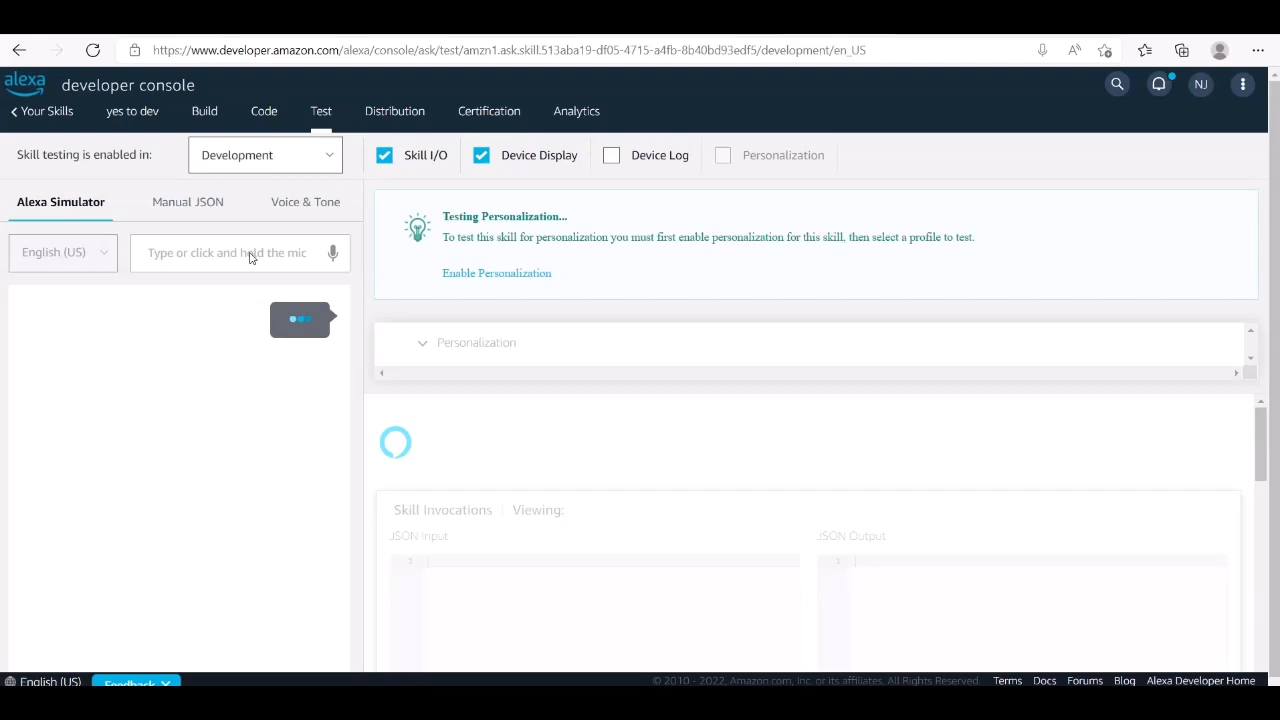 https://www.developer.amazon.com/alexa/console/ask/test/amzn1.ask.skill.513aba19-df05-4715-a4fb-8b40bd93edf5/development/en_US
alexa developer console
NJ
Your Skills yes to dev Build Code Test Distribution Certification Analytics
Skill testing is enabled in: Development Skill I/O Device Display Device Log Personalization
Alexa Simulator Manual JSON Voice & Tone
Testing Personalization...
To test this skill for personalization you must first enable personalization for this skill, then select a profile to test.
English (US) Type or click and hold the mic
Enable Personalization
Personalization
Skill Invocations Viewing:
JSON Input JSON Output
1 1
English (US) Feedback © 2010 - 2022, Amazon.com, Inc. or its affiliates. All Rights Reserved. Terms Docs Forums Blog Alexa Developer Home